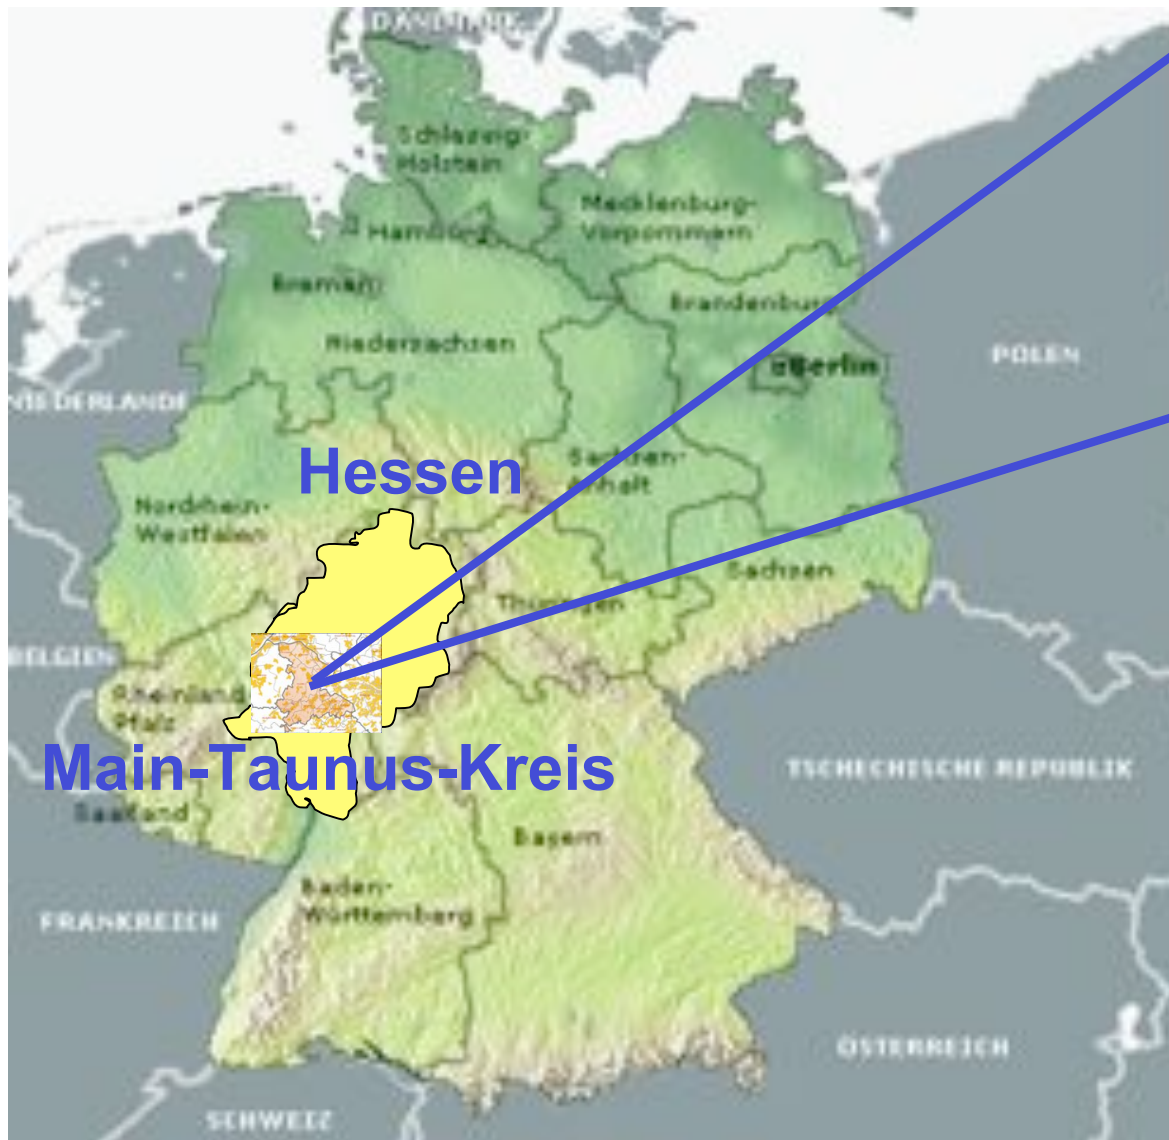 DÄNEMARK
Schleswig-
Holstein
Mecklenburg-
Vorpommern
Hamburg
Bremen
Brandenburg
Niedersachsen
POLEN
Berlin
NIEDERLANDE
Hessen
Sachsen-
Anhalt
Nordrhein-
Westfalen
Sachsen
Thüringen
BELGIEN
Rheinland
Pfalz
Main-Taunus-Kreis
TSCHECHISCHE REPUBLIK
Saarland
Bayern
Baden-
Württemberg
FRANKREICH
ÖSTERREICH
SCHWEIZ